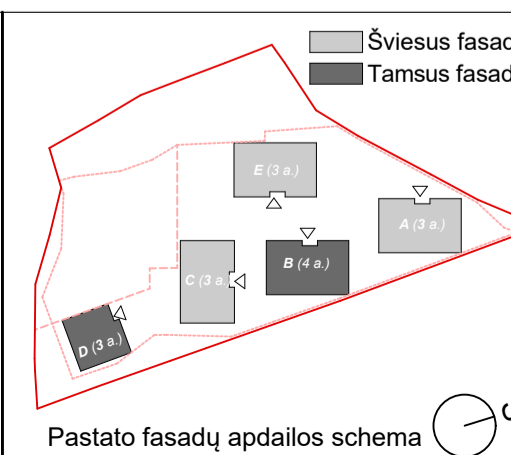 Šviesus fasad
Tamsus fasad
E (3 a.)
A (3 a.)
C (3 a.)
B (4 a.)
D (3 a.)
Pastato fasadų apdailos schema